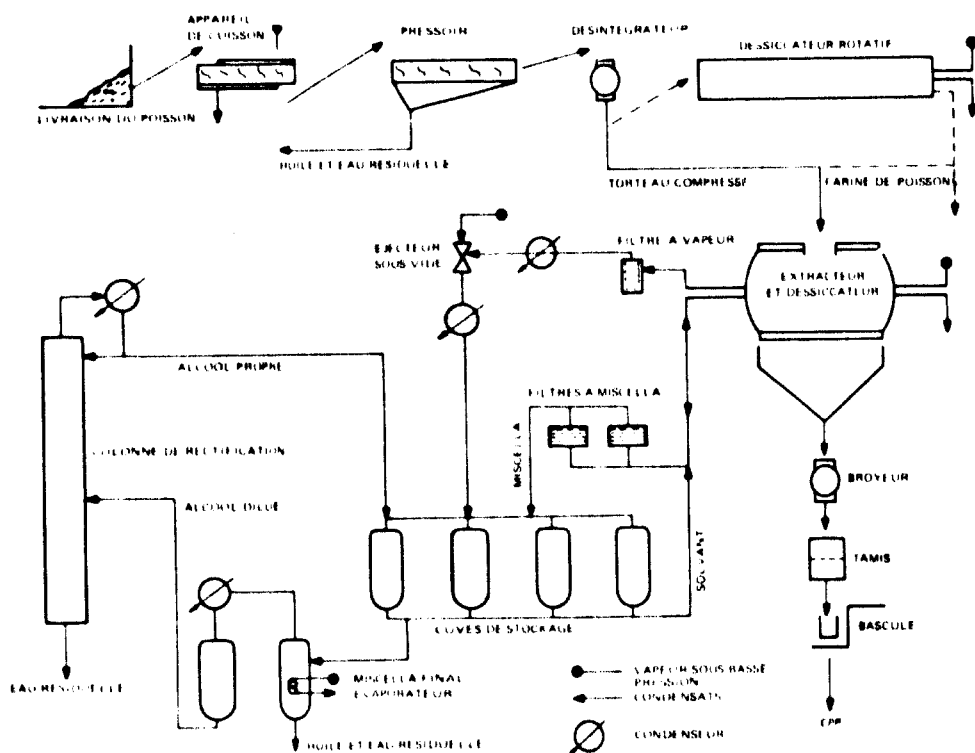 APPAREIL
DE CUISSON
PRESSOIR
DESINTEGRATEUR
DESSICCATEUR ROTATIF
LIVRAISON DU POISSON
HUILE ET EAU RESIDUELLE
TORTEAU COMPRESSE
FARINE DE POISSON
EJECTEUR
SOUS VIDE
FILTRE A VAPEUR
EXTRACTEUR
ET DESSICCATEUR
ALCOOL PROPRE
FILTRES A MISCELLA
MISCELLA
COLONNE DE RECTIFICATION
BROYEUR
ALCOOL DILUE
SOLVANT
TAMIS
CUVES DE STOCKAGE
BASCULE
EAU RESIDUELLE
MISCELLA FINAL
EVAPORATEUR
VAPEUR SOUS BASSE
PRESSION
CONDENSATS
CPP
CONDENSEUR
HUILE ET EAU RESIDUELLE